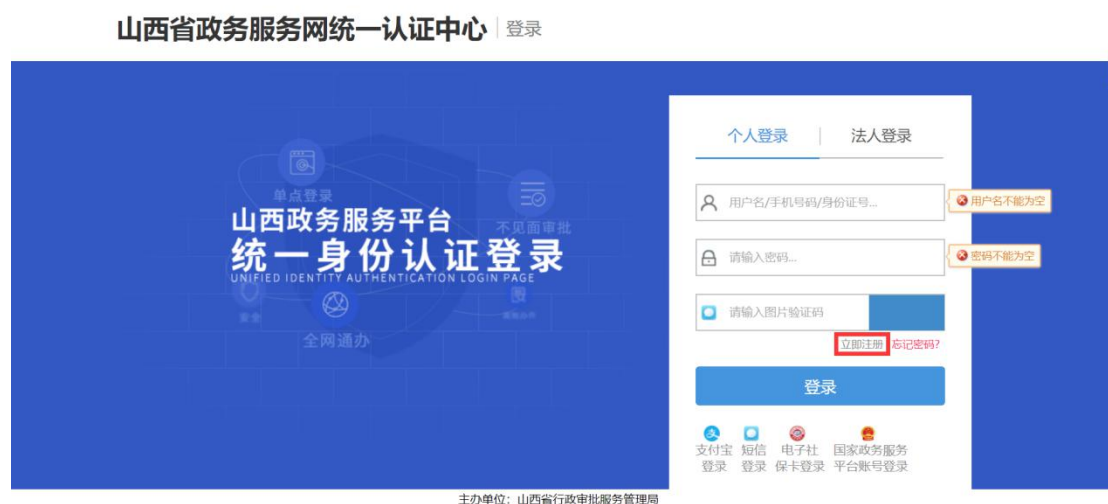 山西省政务服务网统一认证中心 登录
个人登录 法人登录
单点登录
不见面审批
山西政务服务平台
统一身份认证登录
UNIFIED IDENTITY AUTHENTICATION LOGIN PAGE
安全
全网通办
用户名/手机号码/身份证号...
用户名不能为空
请输入密码...
密码不能为空
请输入图片验证码
立即注册 忘记密码?
登录
支付宝登录
短信登录
电子社保卡登录
国家政务服务平台账号登录
主办单位：山西省行政审批服务管理局